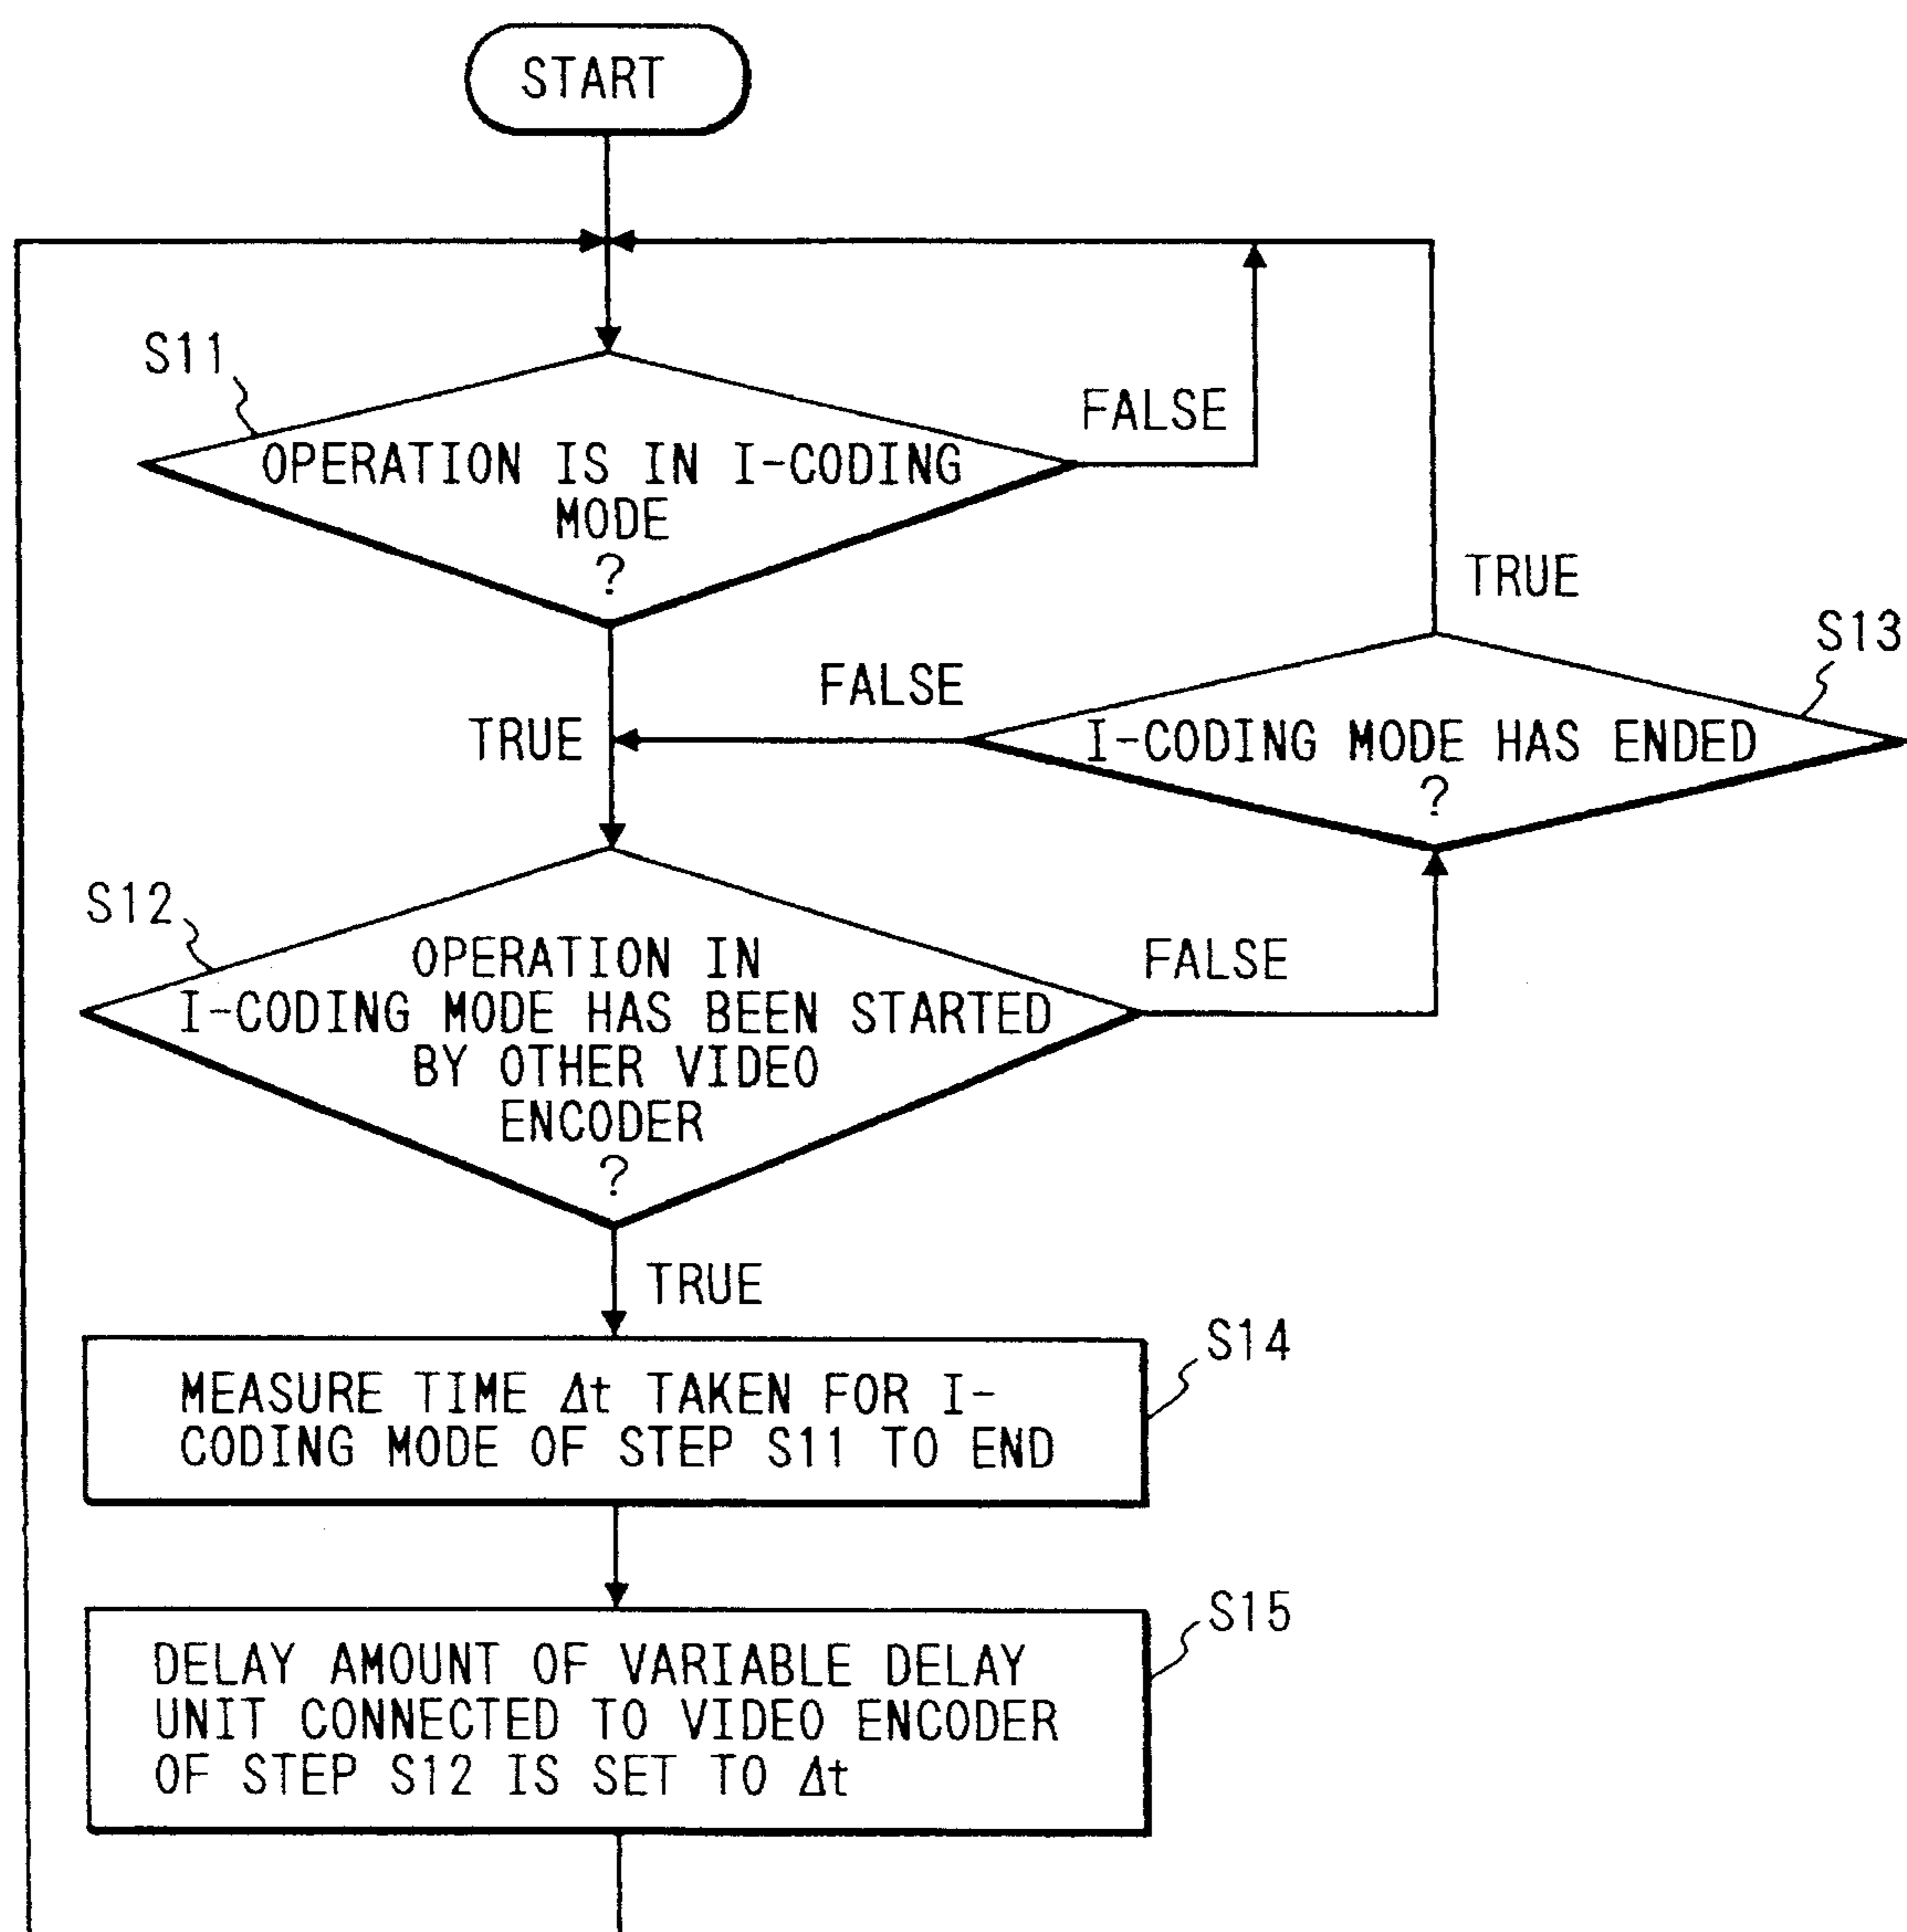 START
S11
FALSE
OPERATION IS IN I-CODING
MODE
?
TRUE
S13
FALSE
TRUE
I-CODING MODE HAS ENDED
?
S12
OPERATION IN
I-CODING MODE HAS BEEN STARTED
BY OTHER VIDEO
ENCODER
?
FALSE
TRUE
S14
MEASURE TIME Δt TAKEN FOR I-
CODING MODE OF STEP S11 TO END
S15
DELAY AMOUNT OF VARIABLE DELAY
UNIT CONNECTED TO VIDEO ENCODER
OF STEP S12 IS SET TO Δt